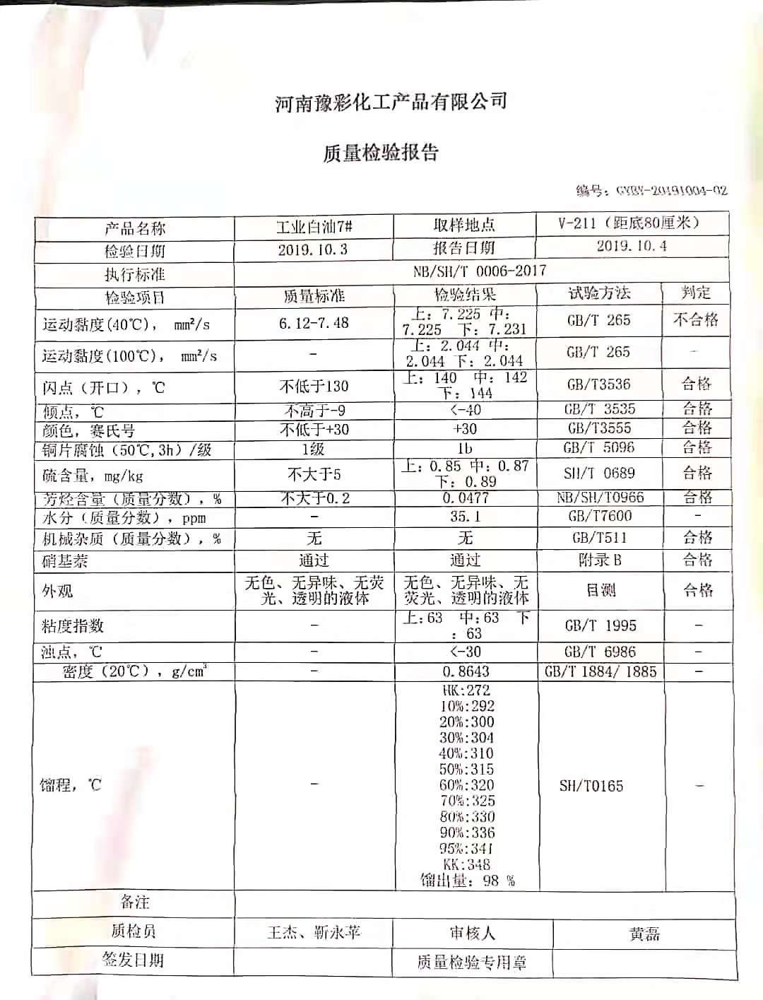 河南豫彩化工产品有限公司
质量检验报告
编号：GYBY-20191004-02
产品名称 工业白油7# 取样地点 V-211（距底80厘米）
检验日期 2019.10.3 报告日期 2019.10.4
执行标准 NB/SH/T 0006-2017
检验项目 质量标准 检验结果 试验方法 判定
运动黏度(40℃)， mm²/s 6.12-7.48 上：7.225 中：
7.225 下：7.231 GB/T 265 不合格
运动黏度(100℃)， mm²/s - 上：2.044 中：
2.044 下：2.044 GB/T 265 -
闪点（开口），℃ 不低于130 上：140 中：142
下：144 GB/T3536 合格
倾点，℃ 不高于-9 <-40 GB/T 3535 合格
颜色，赛氏号 不低于+30 +30 GB/T3555 合格
铜片腐蚀（50℃,3h）/级 1级 1b GB/T 5096 合格
硫含量，mg/kg 不大于5 上：0.85 中：0.87
下：0.89 SH/T 0689 合格
芳烃含量（质量分数），% 不大于0.2 0.0477 NB/SH/T0966 合格
水分（质量分数），ppm - 35.1 GB/T7600 -
机械杂质（质量分数），% 无 无 GB/T511 合格
硝基萘 通过 通过 附录B 合格
外观 无色、无异味、无荧
光、透明的液体 无色、无异味、无
荧光、透明的液体 目测 合格
粘度指数 - 上：63 中：63 下
：63 GB/T 1995 -
浊点，℃ - <-30 GB/T 6986 -
密度（20℃），g/cm³ - 0.8643 GB/T 1884/ 1885 -
馏程，℃ - HK:272
10%:292
20%:300
30%:304
40%:310
50%:315
60%:320
70%:325
80%:330
90%:336
95%:341
KK:348
馏出量：98 % SH/T0165 -
备注
质检员 王杰、靳永苹 审核人 黄磊
签发日期 质量检验专用章